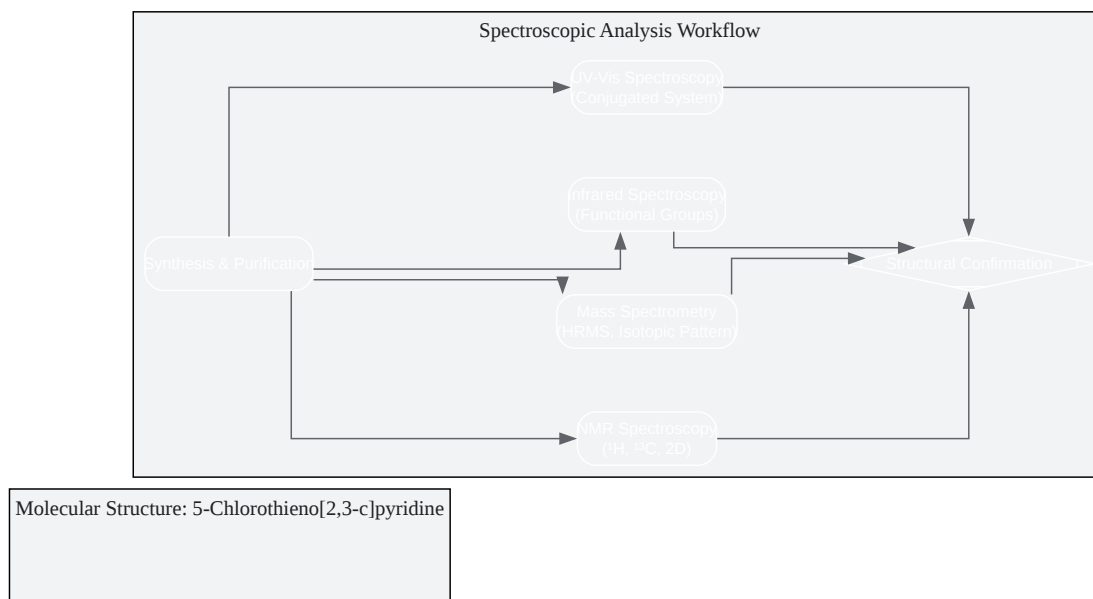 Spectroscopic Analysis Workflow
UV-Vis Spectroscopy
(Conjugated System)
Infrared Spectroscopy
(Functional Groups)
Synthesis & Purification
Structural Confirmation
Mass Spectrometry
(HRMS, Isotopic Pattern)
NMR Spectroscopy
(¹H, ¹³C, 2D)
Molecular Structure: 5-Chlorothieno[2,3-c]pyridine